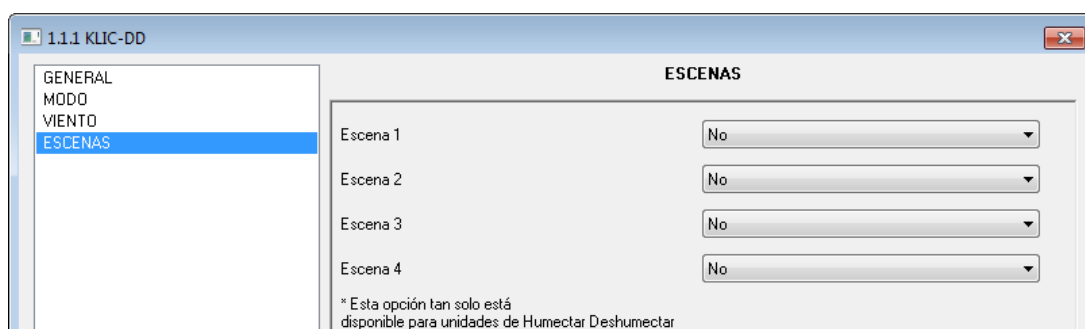 1.1.1 KLIC-DD
GENERAL
MODO
VIENTO
ESCENAS
ESCENAS
Escena 1 No
Escena 2 No
Escena 3 No
Escena 4 No
* Esta opción tan solo está
disponible para unidades de Humectar Deshumectar